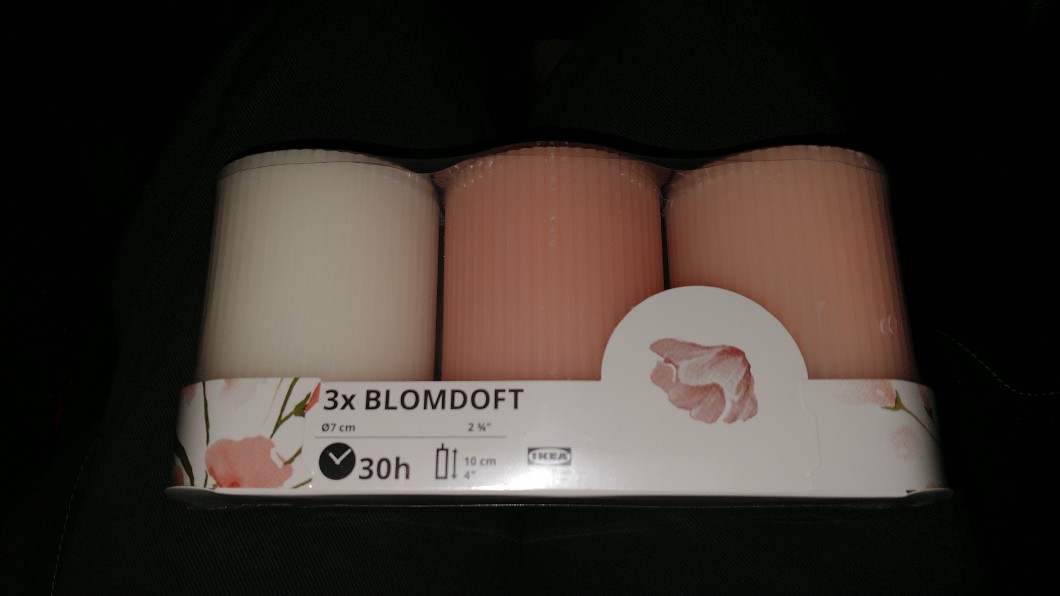 3x BLOMDOFT
Ø7 cm 2 ¾"
30h 10 cm
4"
IKEA